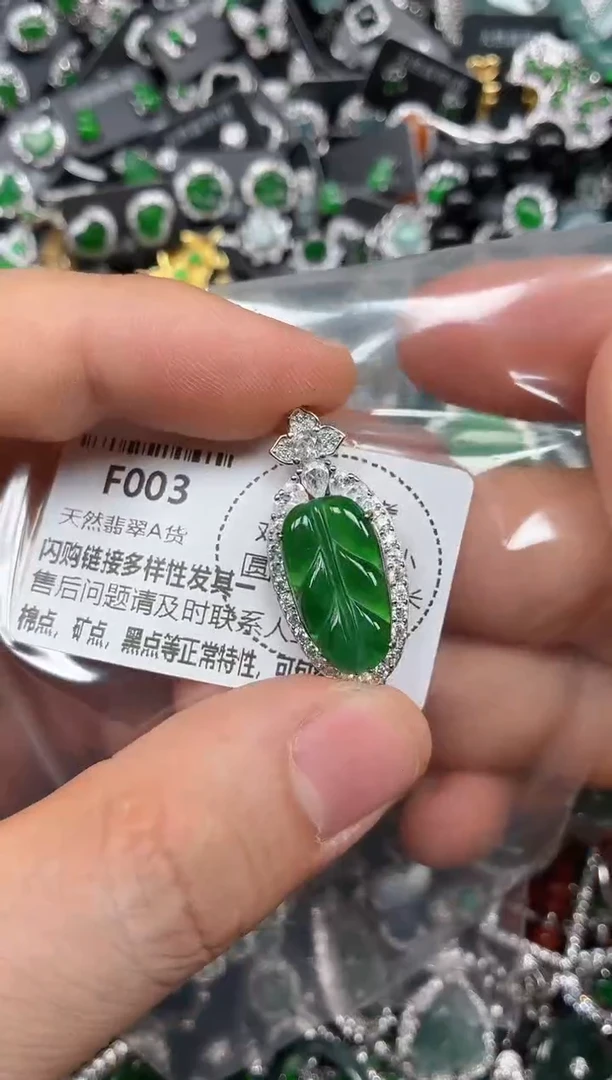 F003
天然翡翠A货
闪购链接多样性发其一
售后问题请及时联系人
棉点，矿点，黑点等正常特性，可
圆